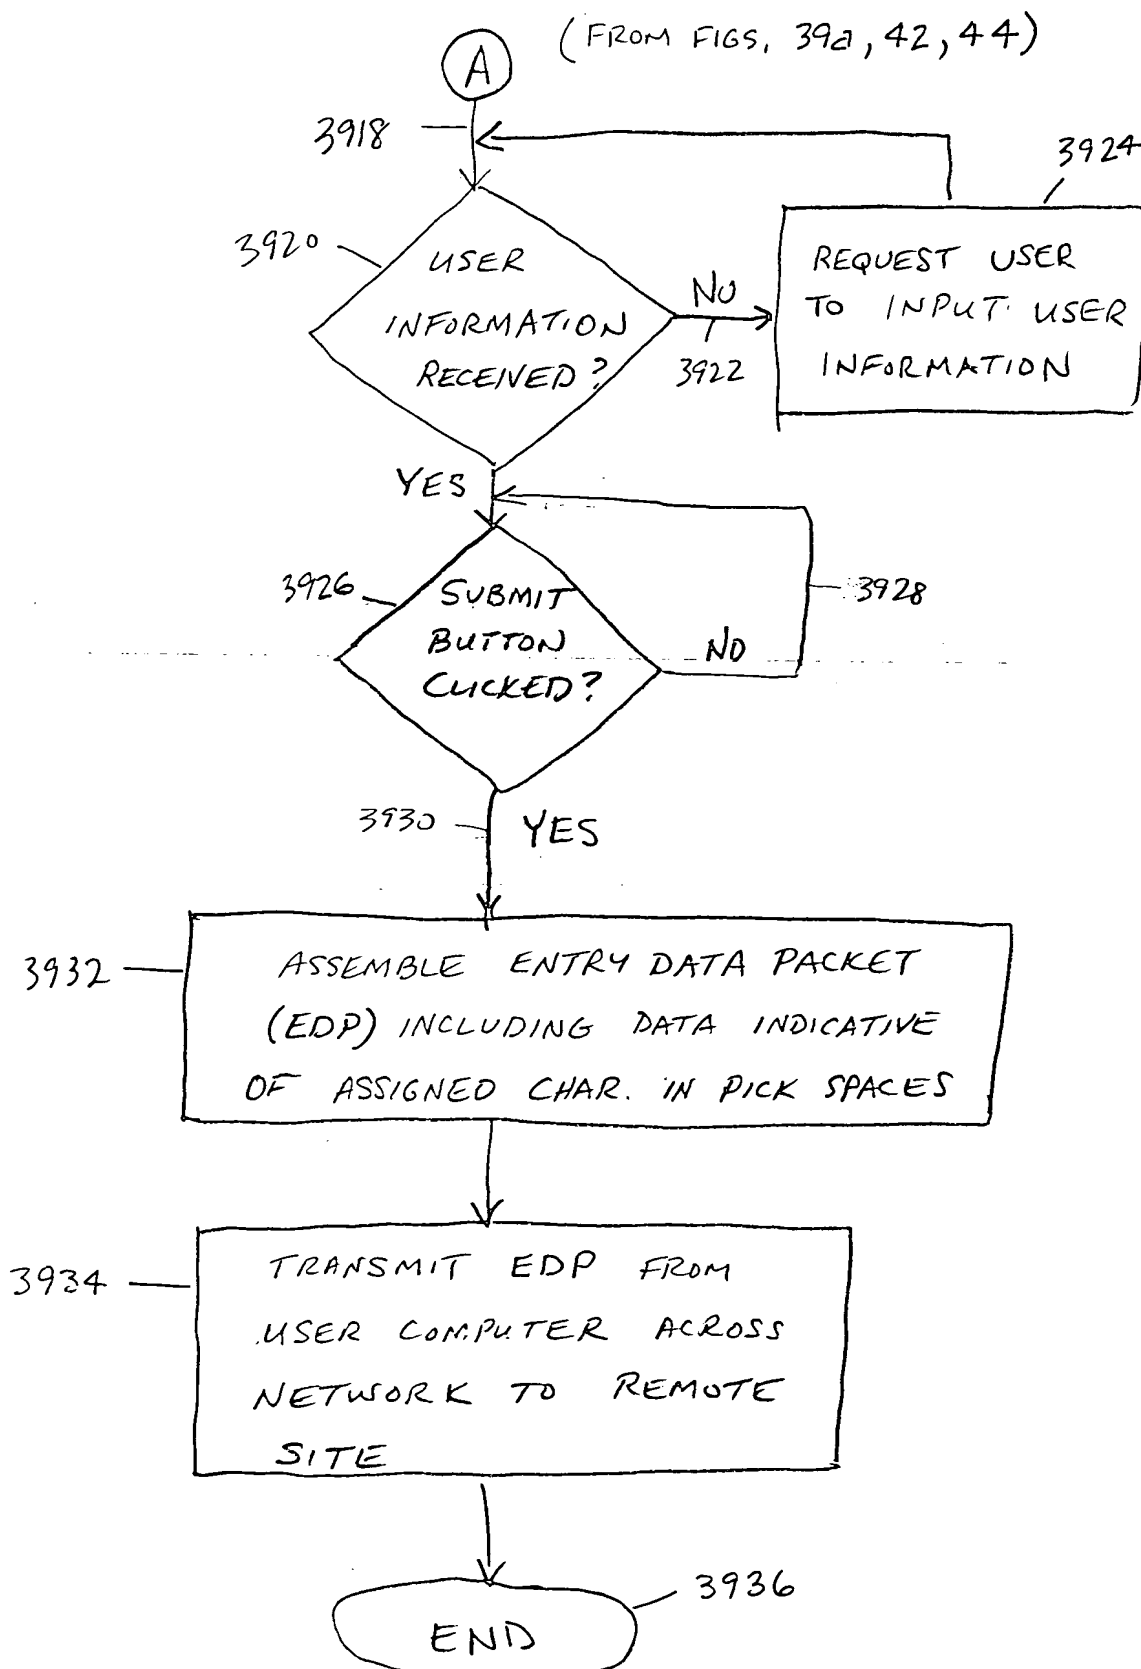 (FROM FIGS. 39a, 42, 44)
A
3918
3924
3920
USER
INFORMATION
RECEIVED?
NO
3922
REQUEST USER
TO INPUT USER
INFORMATION
YES
3926
SUBMIT
BUTTON
CLICKED?
NO
3928
3930
YES
3932
ASSEMBLE ENTRY DATA PACKET
(EDP) INCLUDING DATA INDICATIVE
OF ASSIGNED CHAR. IN PICK SPACES
3934
TRANSMIT EDP FROM
USER COMPUTER ACROSS
NETWORK TO REMOTE
SITE
3936
END